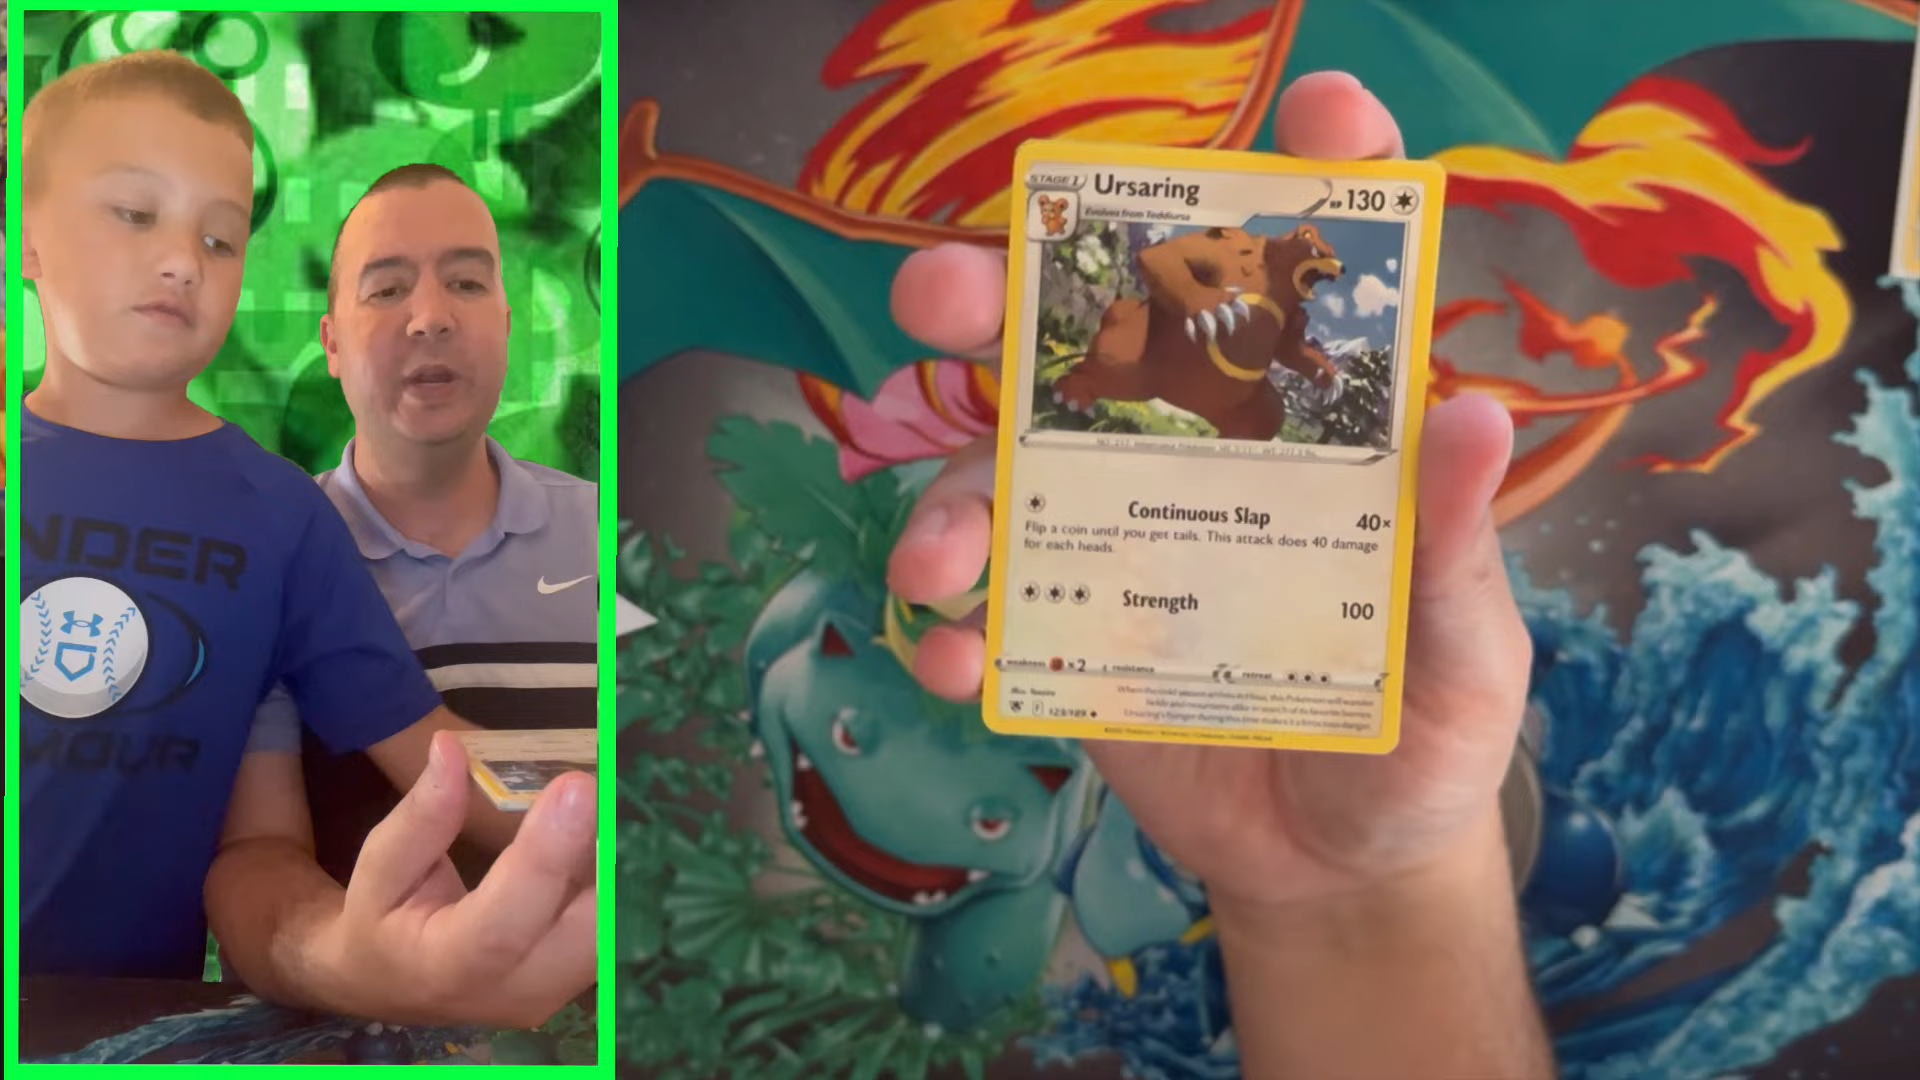 NDER
MOUR
STAGE 1
Ursaring
HP 130
Evolves from Teddiursa
Continuous Slap
40×
Flip a coin until you get tails. This attack does 40 damage
for each heads.
Strength
100
weakness
×2
resistance
retreat